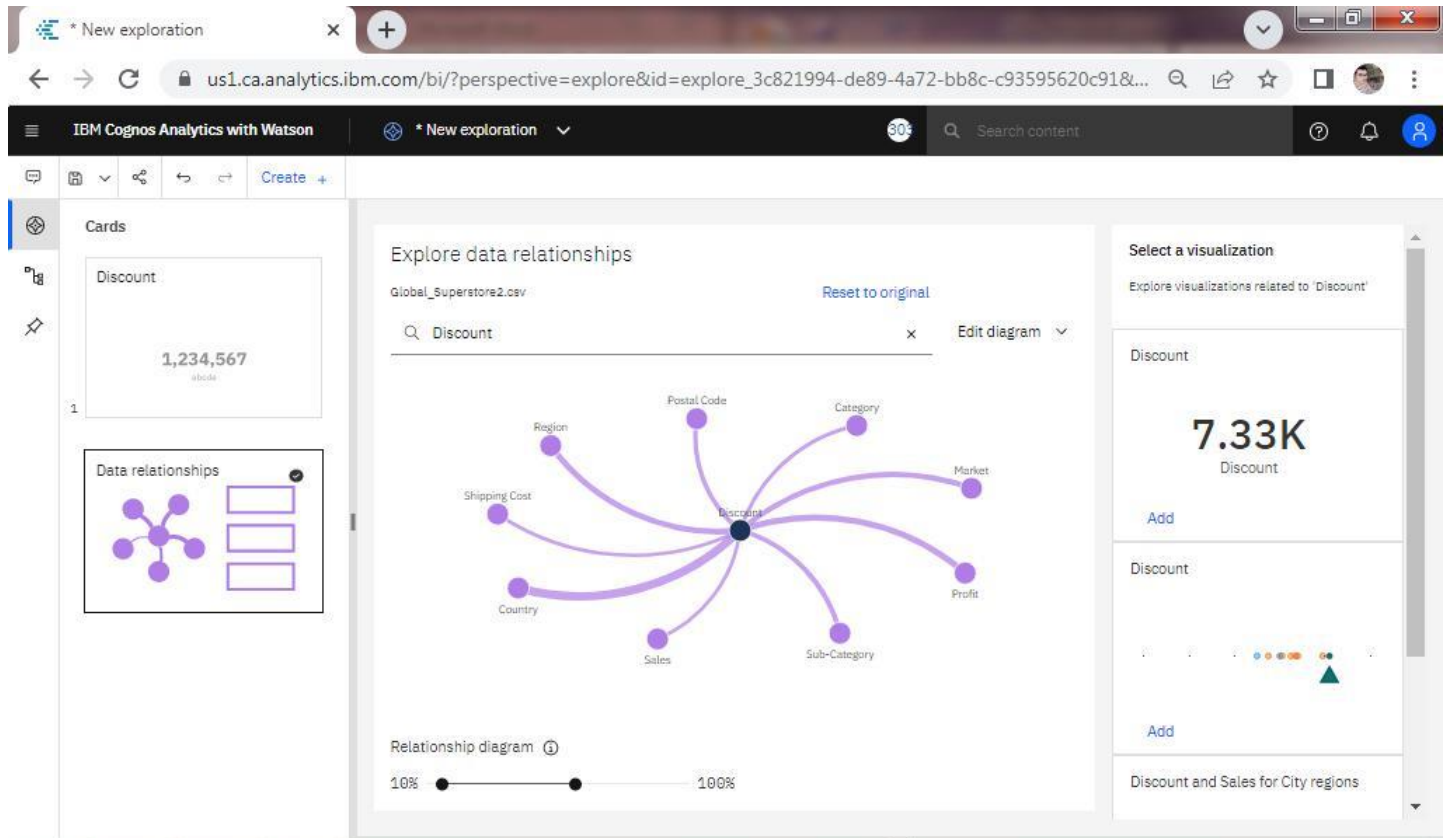 * New exploration
us1.ca.analytics.ibm.com/bi/?perspective=explore&id=explore_3c821994-de89-4a72-bb8c-c93595620c91&...
IBM Cognos Analytics with Watson
* New exploration
Search content
Create +
Cards
Discount
1,234,567
abcde
1
Data relationships
Explore data relationships
Global_Superstore2.csv
Reset to original
Discount
Edit diagram
Postal Code
Category
Region
Market
Shipping Cost
Discount
Country
Profit
Sales
Sub-Category
Relationship diagram
10%
100%
Select a visualization
Explore visualizations related to 'Discount'
Discount
7.33K
Discount
Add
Discount
Add
Discount and Sales for City regions